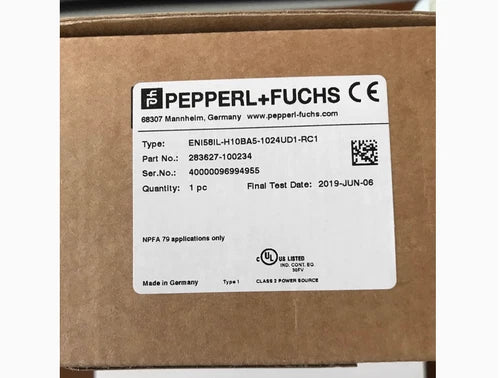 PEPPERL+FUCHS CE
68307 Mannheim, Germany www.pepperl-fuchs.com
Type: ENI58IL-H10BA5-1024UD1-RC1
Part No.: 283627-100234
Ser.No.: 40000096994955
Quantity: 1 pc Final Test Date: 2019-JUN-06
NPFA 79 applications only
c UL US LISTED
IND. CONT. EQ.
50FV
Made in Germany Type 1 CLASS 2 POWER SOURCE